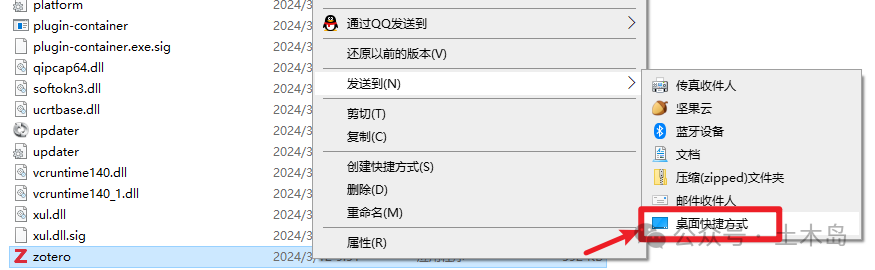 platform
2024/3
plugin-container
2024/3
plugin-container.exe.sig
2024/3
qipcap64.dll
2024/3
softokn3.dll
2024/3
ucrtbase.dll
2024/3
updater
2024/3
updater
2024/3
vcruntime140.dll
2024/3
vcruntime140_1.dll
2024/3
xul.dll
2024/3
xul.dll.sig
2024/3
zotero
通过QQ发送到
还原以前的版本(V)
发送到(N)
剪切(T)
复制(C)
创建快捷方式(S)
删除(D)
重命名(M)
属性(R)
传真收件人
坚果云
蓝牙设备
文档
压缩(zipped)文件夹
邮件收件人
桌面快捷方式
公众号·土木岛